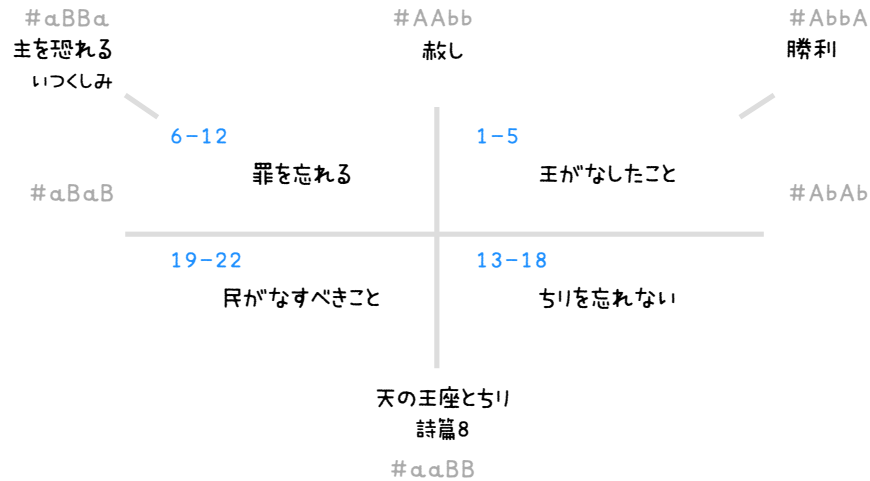 #aBBa
主を恐れる
いつくしみ
#AAbb
赦し
#AbbA
勝利
6-12
罪を忘れる
1-5
王がなしたこと
#aBaB
#AbAb
19-22
民がなすべきこと
13-18
ちりを忘れない
天の王座とちり
詩篇8
#aaBB